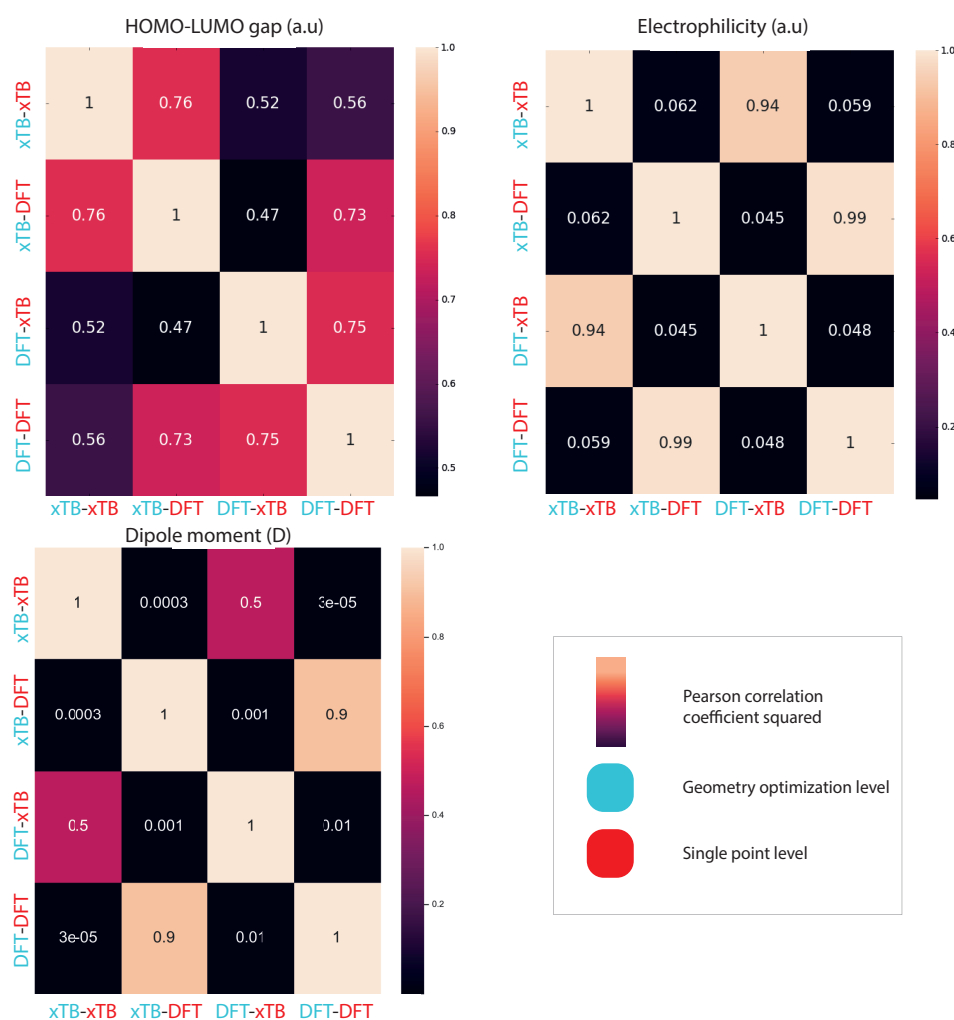 HOMO-LUMO gap (a.u)
xTB-xTB 1 0.76 0.52 0.56
xTB-DFT 0.76 1 0.47 0.73
DFT-xTB 0.52 0.47 1 0.75
DFT-DFT 0.56 0.73 0.75 1
xTB-xTB xTB-DFT DFT-xTB DFT-DFT
1.0
0.9
0.8
0.7
0.6
0.5
Electrophilicity (a.u)
xTB-xTB 1 0.062 0.94 0.059
xTB-DFT 0.062 1 0.045 0.99
DFT-xTB 0.94 0.045 1 0.048
DFT-DFT 0.059 0.99 0.048 1
xTB-xTB xTB-DFT DFT-xTB DFT-DFT
1.0
0.8
0.6
0.4
0.2
Dipole moment (D)
xTB-xTB 1 0.0003 0.5 3e-05
xTB-DFT 0.0003 1 0.001 0.9
DFT-xTB 0.5 0.001 1 0.01
DFT-DFT 3e-05 0.9 0.01 1
xTB-xTB xTB-DFT DFT-xTB DFT-DFT
1.0
0.8
0.6
0.4
0.2
Pearson correlation
coefficient squared
Geometry optimization level
Single point level